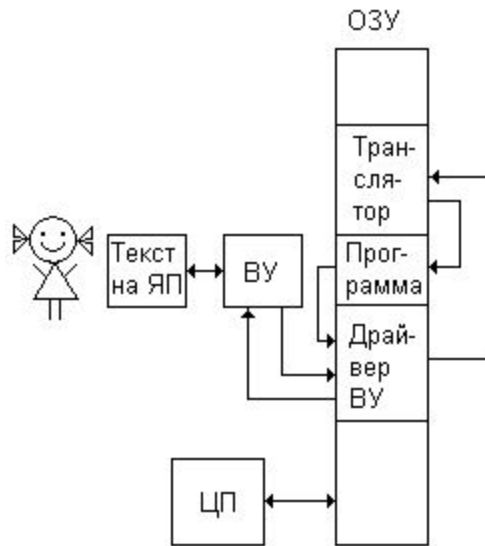 ОЗУ
Тран-
сля-
тор
Текст
на ЯП
ВУ
Прог-
рамма
Драй-
вер
ВУ
ЦП